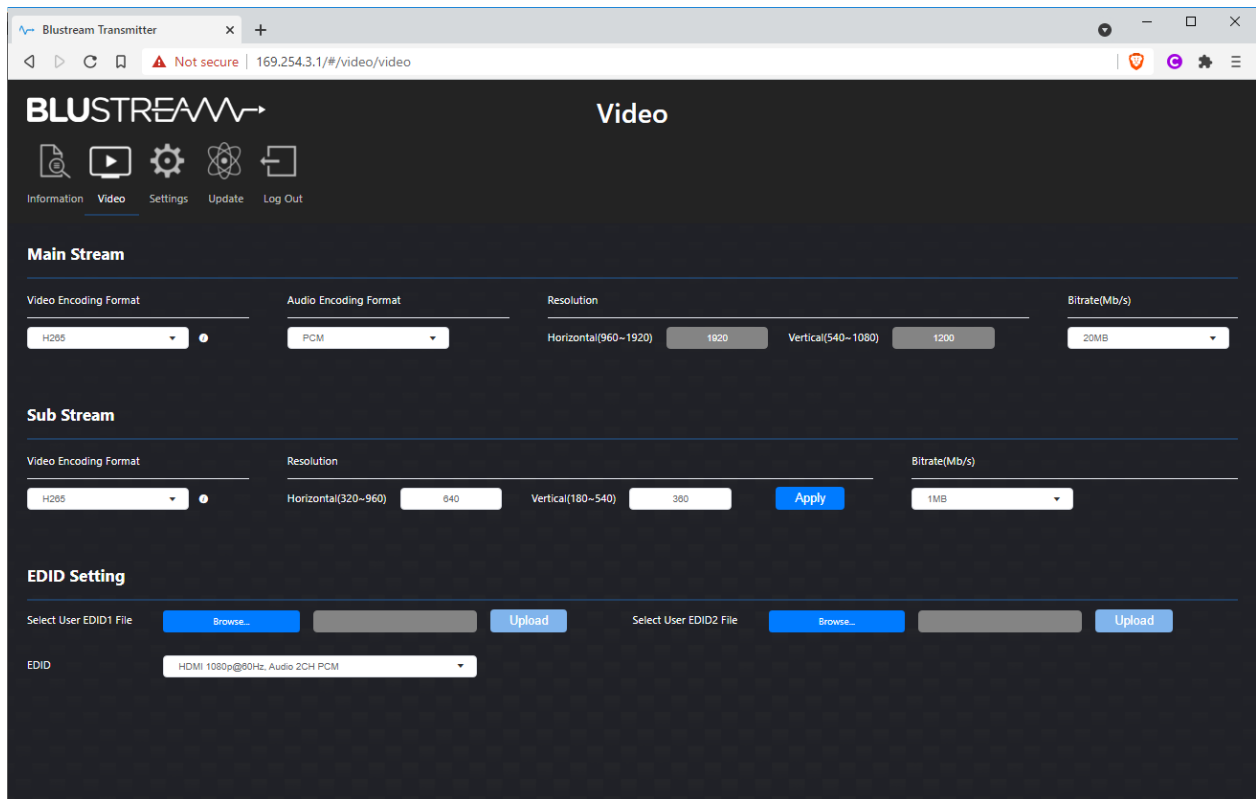 Blustream Transmitter
Not secure 169.254.3.1/#/video/video
BLUSTREAM
Video
Information Video Settings Update Log Out
Main Stream
Video Encoding Format Audio Encoding Format Resolution Bitrate(Mb/s)
H265 PCM Horizontal(960~1920) 1920 Vertical(540~1080) 1200 20MB
Sub Stream
Video Encoding Format Resolution Bitrate(Mb/s)
H265 Horizontal(320~960) 640 Vertical(180~540) 360 Apply 1MB
EDID Setting
Select User EDID1 File Browse... Upload Select User EDID2 File Browse... Upload
EDID HDMI 1080p@60Hz, Audio 2CH PCM